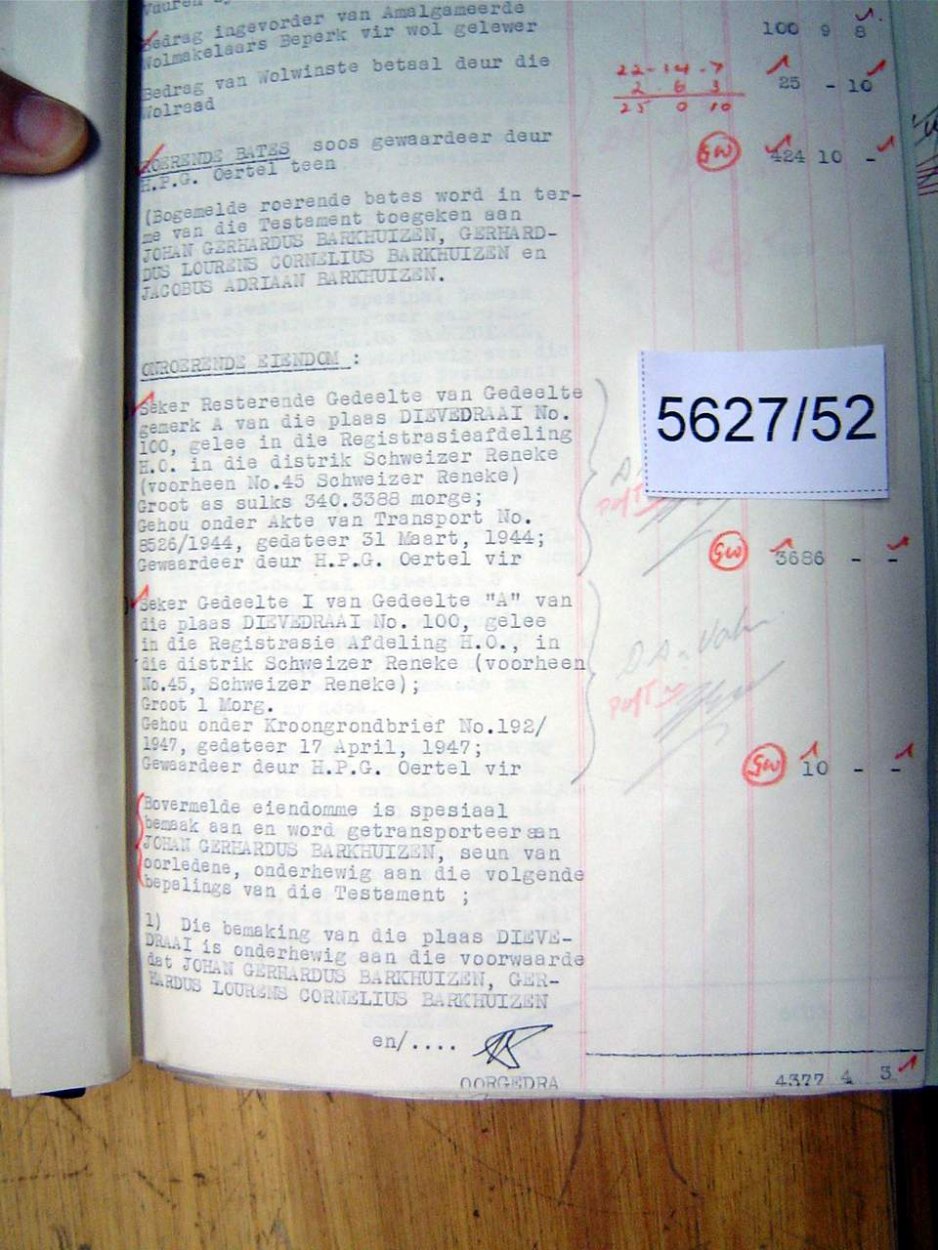 Bedrag ingevorder van Amalgameerde
Wolmakelaars Beperk vir wol gelewer 100 9 8
Bedrag van Wolwinste betaal deur die
Wolraad 25 - 10
22-14-7
2 6 3
25 0 10
ROERENDE BATES soos gewaardeer deur
H.P.G. Oertel teen GW 424 10 -
(Bogemelde roerende bates word in ter-
me van die Testament toegeken aan
JOHAN GERHARDUS BARKHUIZEN, GERHARD-
DUS LOURENS CORNELIUS BARKHUIZEN en
JACOBUS ADRIAAN BARKHUIZEN.
ONROERENDE EIENDOM :
5627/52
Seker Resterende Gedeelte van Gedeelte
gemerk A van die plaas DIEVEDRAAI No.
100, gelee in die Registrasieafdeling
H.O. in die distrik Schweizer Reneke
(voorheen No.45 Schweizer Reneke)
Groot as sulks 340.3388 morge;
Gehou onder Akte van Transport No.
8526/1944, gedateer 31 Maart, 1944;
Gewaardeer deur H.P.G. Oertel vir GW 3686 - -
Seker Gedeelte I van Gedeelte "A" van
die plaas DIEVEDRAAI No. 100, gelee
in die Registrasie Afdeling H.O., in
die distrik Schweizer Reneke (voorheen
No.45, Schweizer Reneke);
Groot 1 Morg.
Gehou onder Kroongrondbrief No.192/
1947, gedateer 17 April, 1947;
Gewaardeer deur H.P.G. Oertel vir GW 10 - -
Bovermelde eiendomme is spesiaal
bemaak aan en word getransporteer aan
JOHAN GERHARDUS BARKHUIZEN, seun van
oorledene, onderhewig aan die volgende
bepalings van die Testament ;
1) Die bemaking van die plaas DIEVE-
DRAAI is onderhewig aan die voorwaarde
dat JOHAN GERHARDUS BARKHUIZEN, GER-
HARDUS LOURENS CORNELIUS BARKHUIZEN
en/....
OORGEDRA 4377 4 3